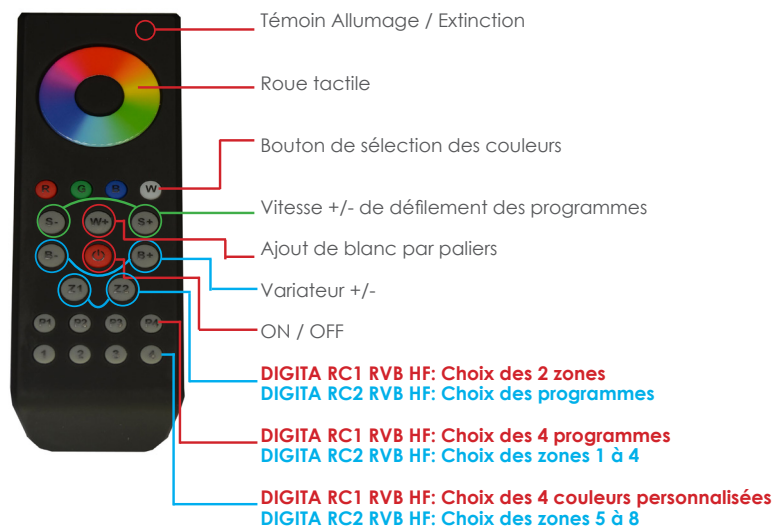 Témoin Allumage / Extinction
Roue tactile
Bouton de sélection des couleurs
R G B W
Vitesse +/- de défilement des programmes
S- W+ S+
Ajout de blanc par paliers
B- B+
Variateur +/-
Z1 Z2
ON / OFF
P1 P2 P3 P4
1 2 3 4
DIGITA RC1 RVB HF: Choix des 2 zones
DIGITA RC2 RVB HF: Choix des programmes
DIGITA RC1 RVB HF: Choix des 4 programmes
DIGITA RC2 RVB HF: Choix des zones 1 à 4
DIGITA RC1 RVB HF: Choix des 4 couleurs personnalisées
DIGITA RC2 RVB HF: Choix des zones 5 à 8